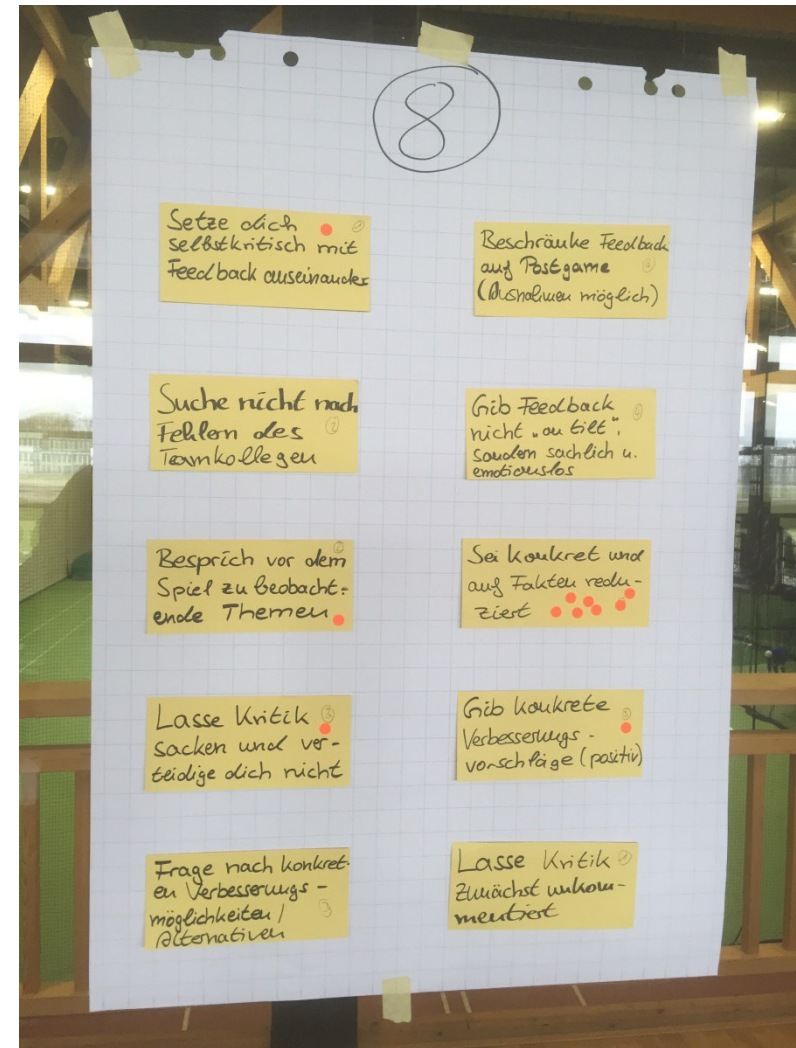 8
Setze dich
selbstkritisch mit
Feedback auseinander
Beschränke Feedback
auf Postgame
(Ausnahmen möglich)
Suche nicht nach
Fehlern des
Teamkollegen
Gib Feedback
nicht „on tilt",
sondern sachlich u.
emotionslos
Besprich vor dem
Spiel zu beobacht-
ende Themen
Sei konkret und
auf Fakten redu-
ziert
Lasse Kritik
sacken und ver-
teidige dich nicht
Gib konkrete
Verbesserungs-
vorschläge (positiv)
Frage nach konkret-
en Verbesserungs-
möglichkeiten /
Alternativen
Lasse Kritik
zunächst unkom-
mentiert